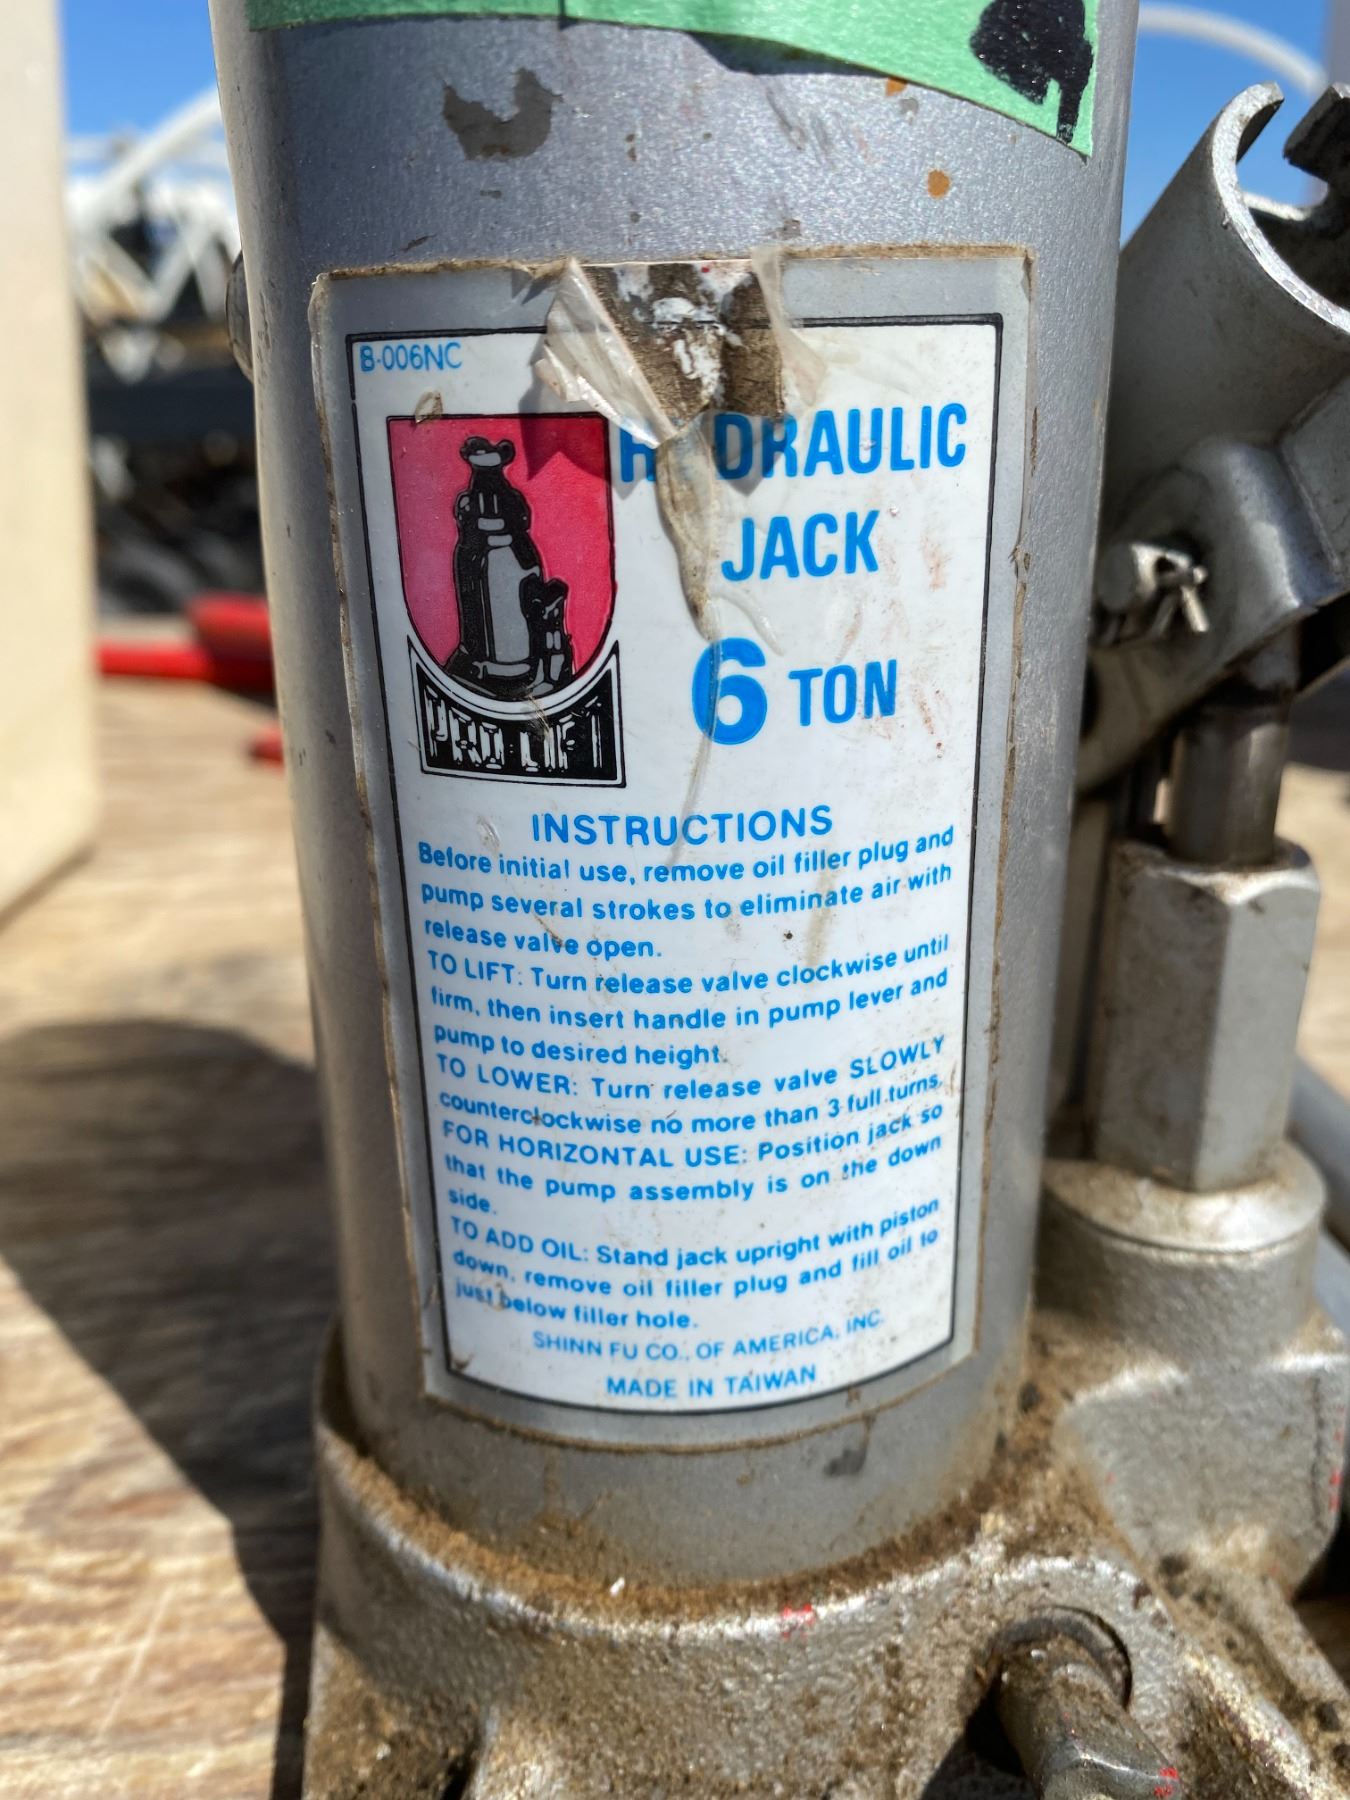 B-006NC
HYDRAULIC
JACK
6 TON
PRO-LIFT
INSTRUCTIONS
Before initial use, remove oil filler plug and
pump several strokes to eliminate air with
release valve open.
TO LIFT: Turn release valve clockwise until
firm, then insert handle in pump lever and
pump to desired height.
TO LOWER: Turn release valve SLOWLY
counterclockwise no more than 3 full turns.
FOR HORIZONTAL USE: Position jack so
that the pump assembly is on the down
side.
TO ADD OIL: Stand jack upright with piston
down, remove oil filler plug and fill oil to
just below filler hole.
SHINN FU CO., OF AMERICA, INC.
MADE IN TAIWAN